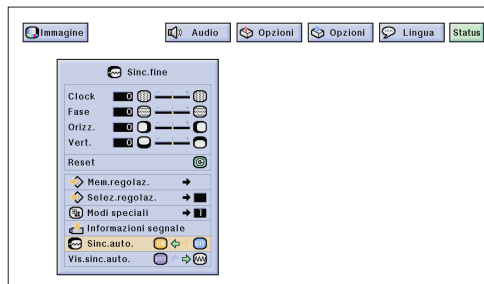 Immagine Audio Opzioni Opzioni Lingua Status
Sinc.fine
Clock 0
Fase 0
Orizz. 0
Vert. 0
Reset
Mem.regolaz.
Selez.regolaz.
Modi speciali 1
Informazioni segnale
Sinc.auto.
Vis.sinc.auto.